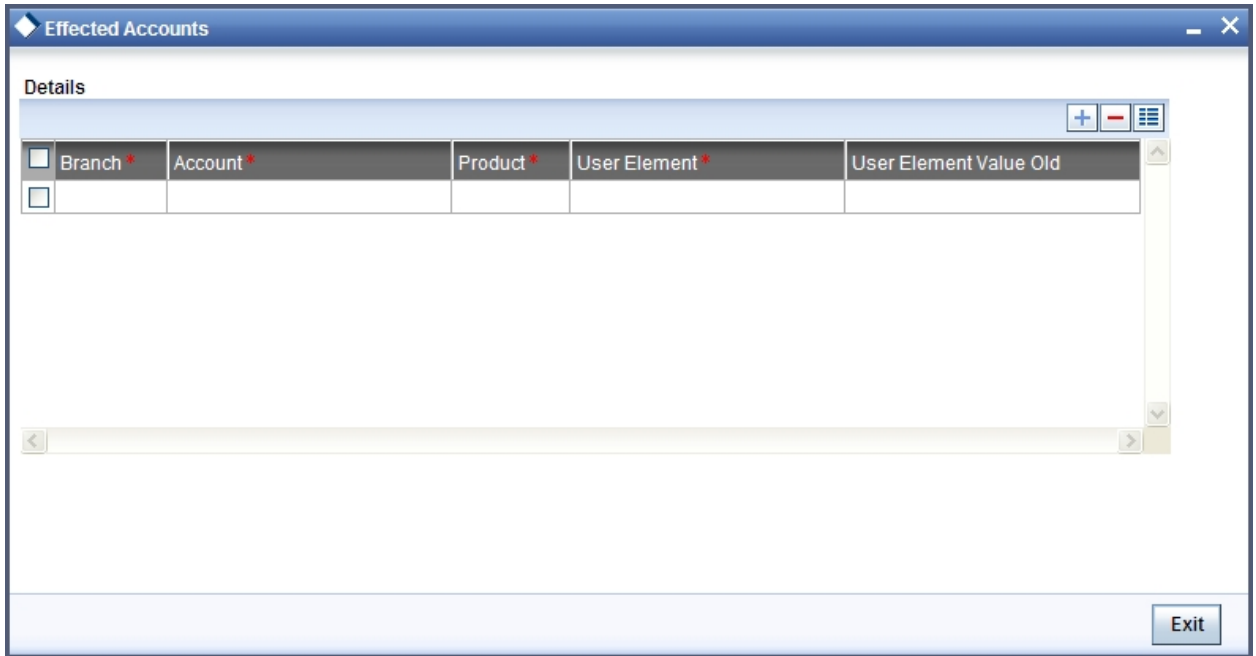 Effected Accounts
Details
Branch * Account * Product * User Element * User Element Value Old
Exit